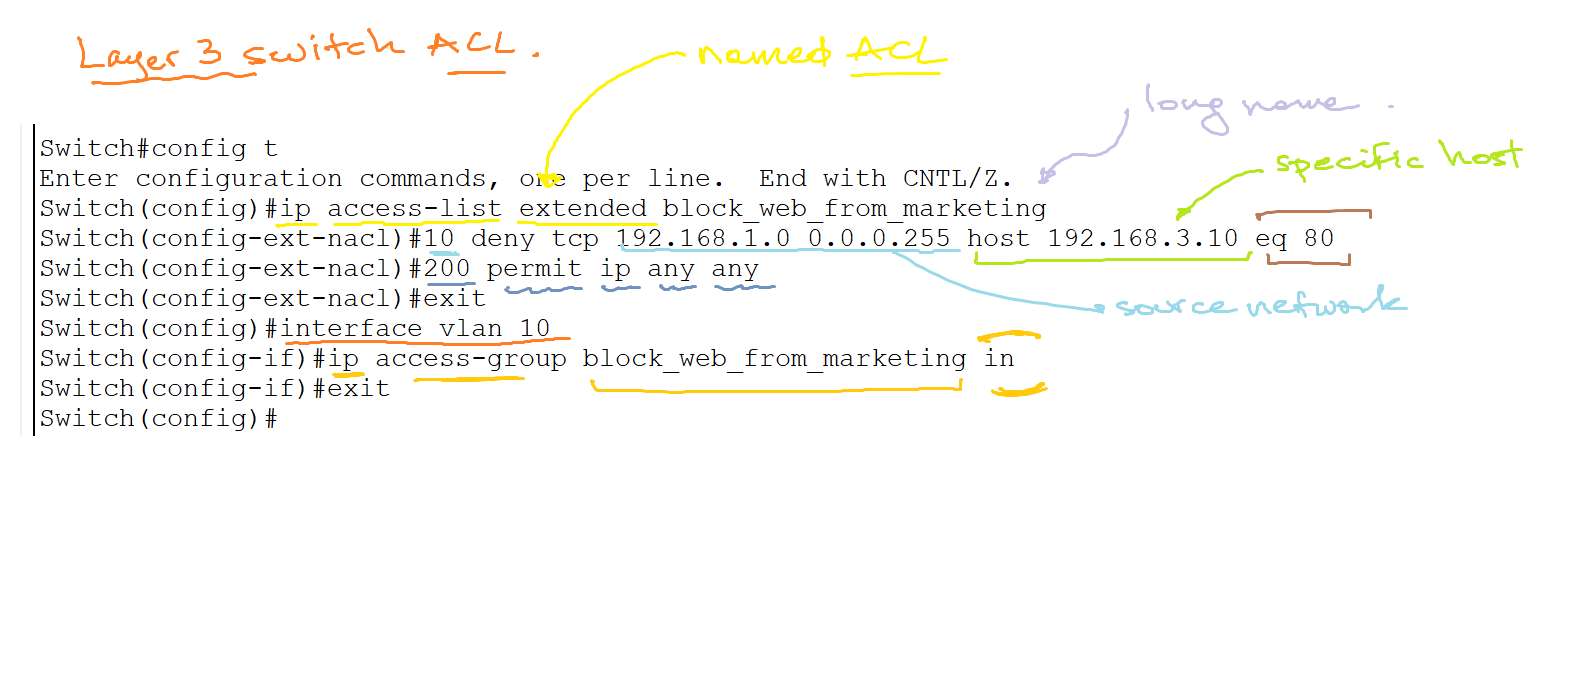 Layer 3 switch ACL.
named ACL
long name.
specific host
Switch#config t
Enter configuration commands, one per line.  End with CNTL/Z.
Switch(config)#ip access-list extended block_web_from_marketing
Switch(config-ext-nacl)#10 deny tcp 192.168.1.0 0.0.0.255 host 192.168.3.10 eq 80
Switch(config-ext-nacl)#200 permit ip any any
Switch(config-ext-nacl)#exit
source network
Switch(config)#interface vlan 10
Switch(config-if)#ip access-group block_web_from_marketing in
Switch(config-if)#exit
Switch(config)#